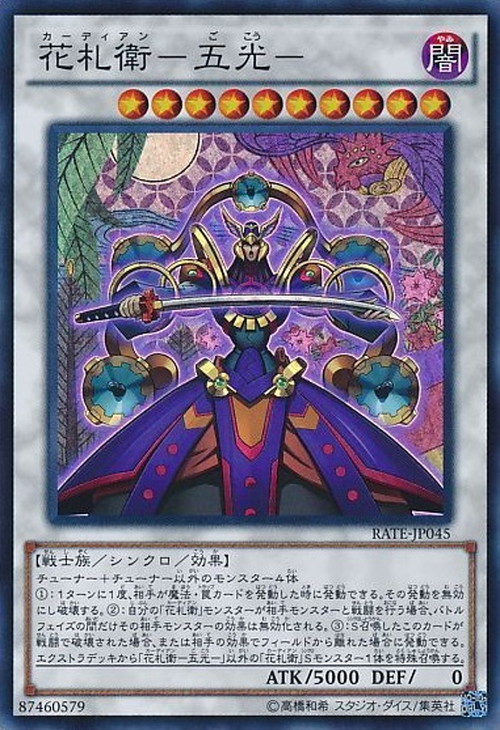 カーディアン ごこう
花札衛－五光－
やみ
闇
RATE-JP045
【戦士族／シンクロ／効果】
チューナー＋チューナー以外のモンスター4体
①：1ターンに1度、相手が魔法・罠カードを発動した時に発動できる。その発動を無効
にし破壊する。②：自分の「花札衛」モンスターが相手モンスターと戦闘を行う場合、バトル
フェイズの間だけその相手モンスターの効果は無効化される。③：S召喚したこのカードが
戦闘で破壊された場合、または相手の効果でフィールドから離れた場合に発動できる。
エクストラデッキから「花札衛－五光－」以外の「花札衛」Sモンスター1体を特殊召喚する。
ATK/5000 DEF/ 0
87460579
©高橋和希 スタジオ・ダイス/集英社